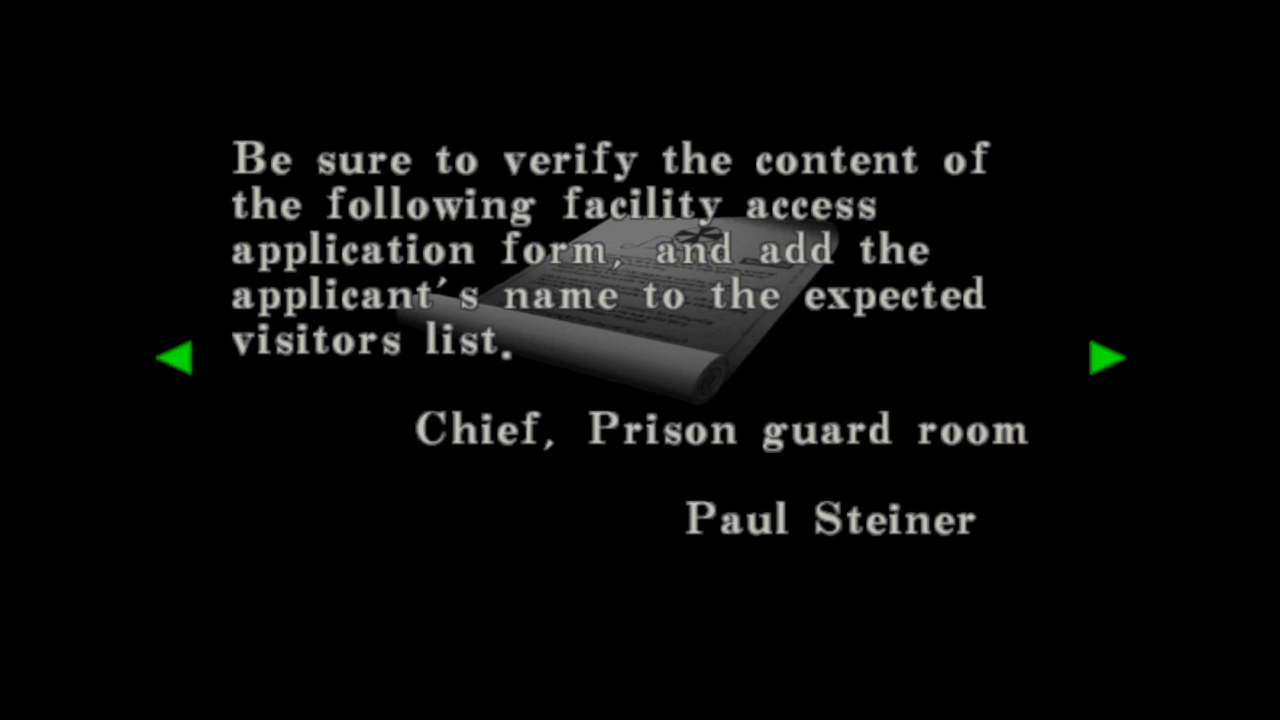 Be sure to verify the content of
the following facility access
application form, and add the
applicant's name to the expected
visitors list.
Chief, Prison guard room
Paul Steiner